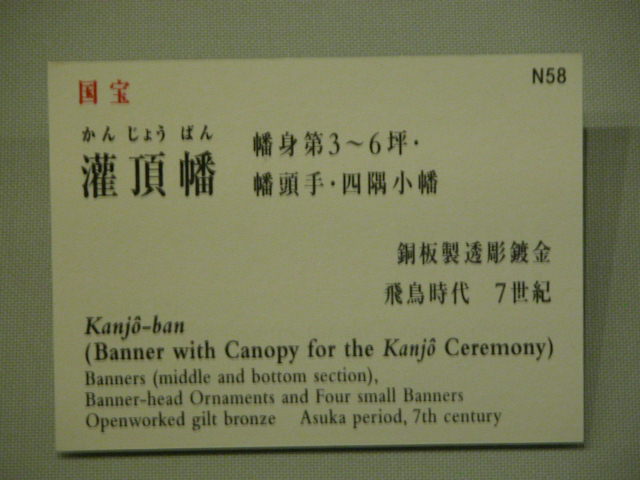 国宝
N58
かんじょうばん
灌頂幡
幡身第3～6坪・
幡頭手・四隅小幡
銅板製透彫鍍金
飛鳥時代 7世紀
Kanjô-ban
(Banner with Canopy for the Kanjô Ceremony)
Banners (middle and bottom section),
Banner-head Ornaments and Four small Banners
Openworked gilt bronze Asuka period, 7th century